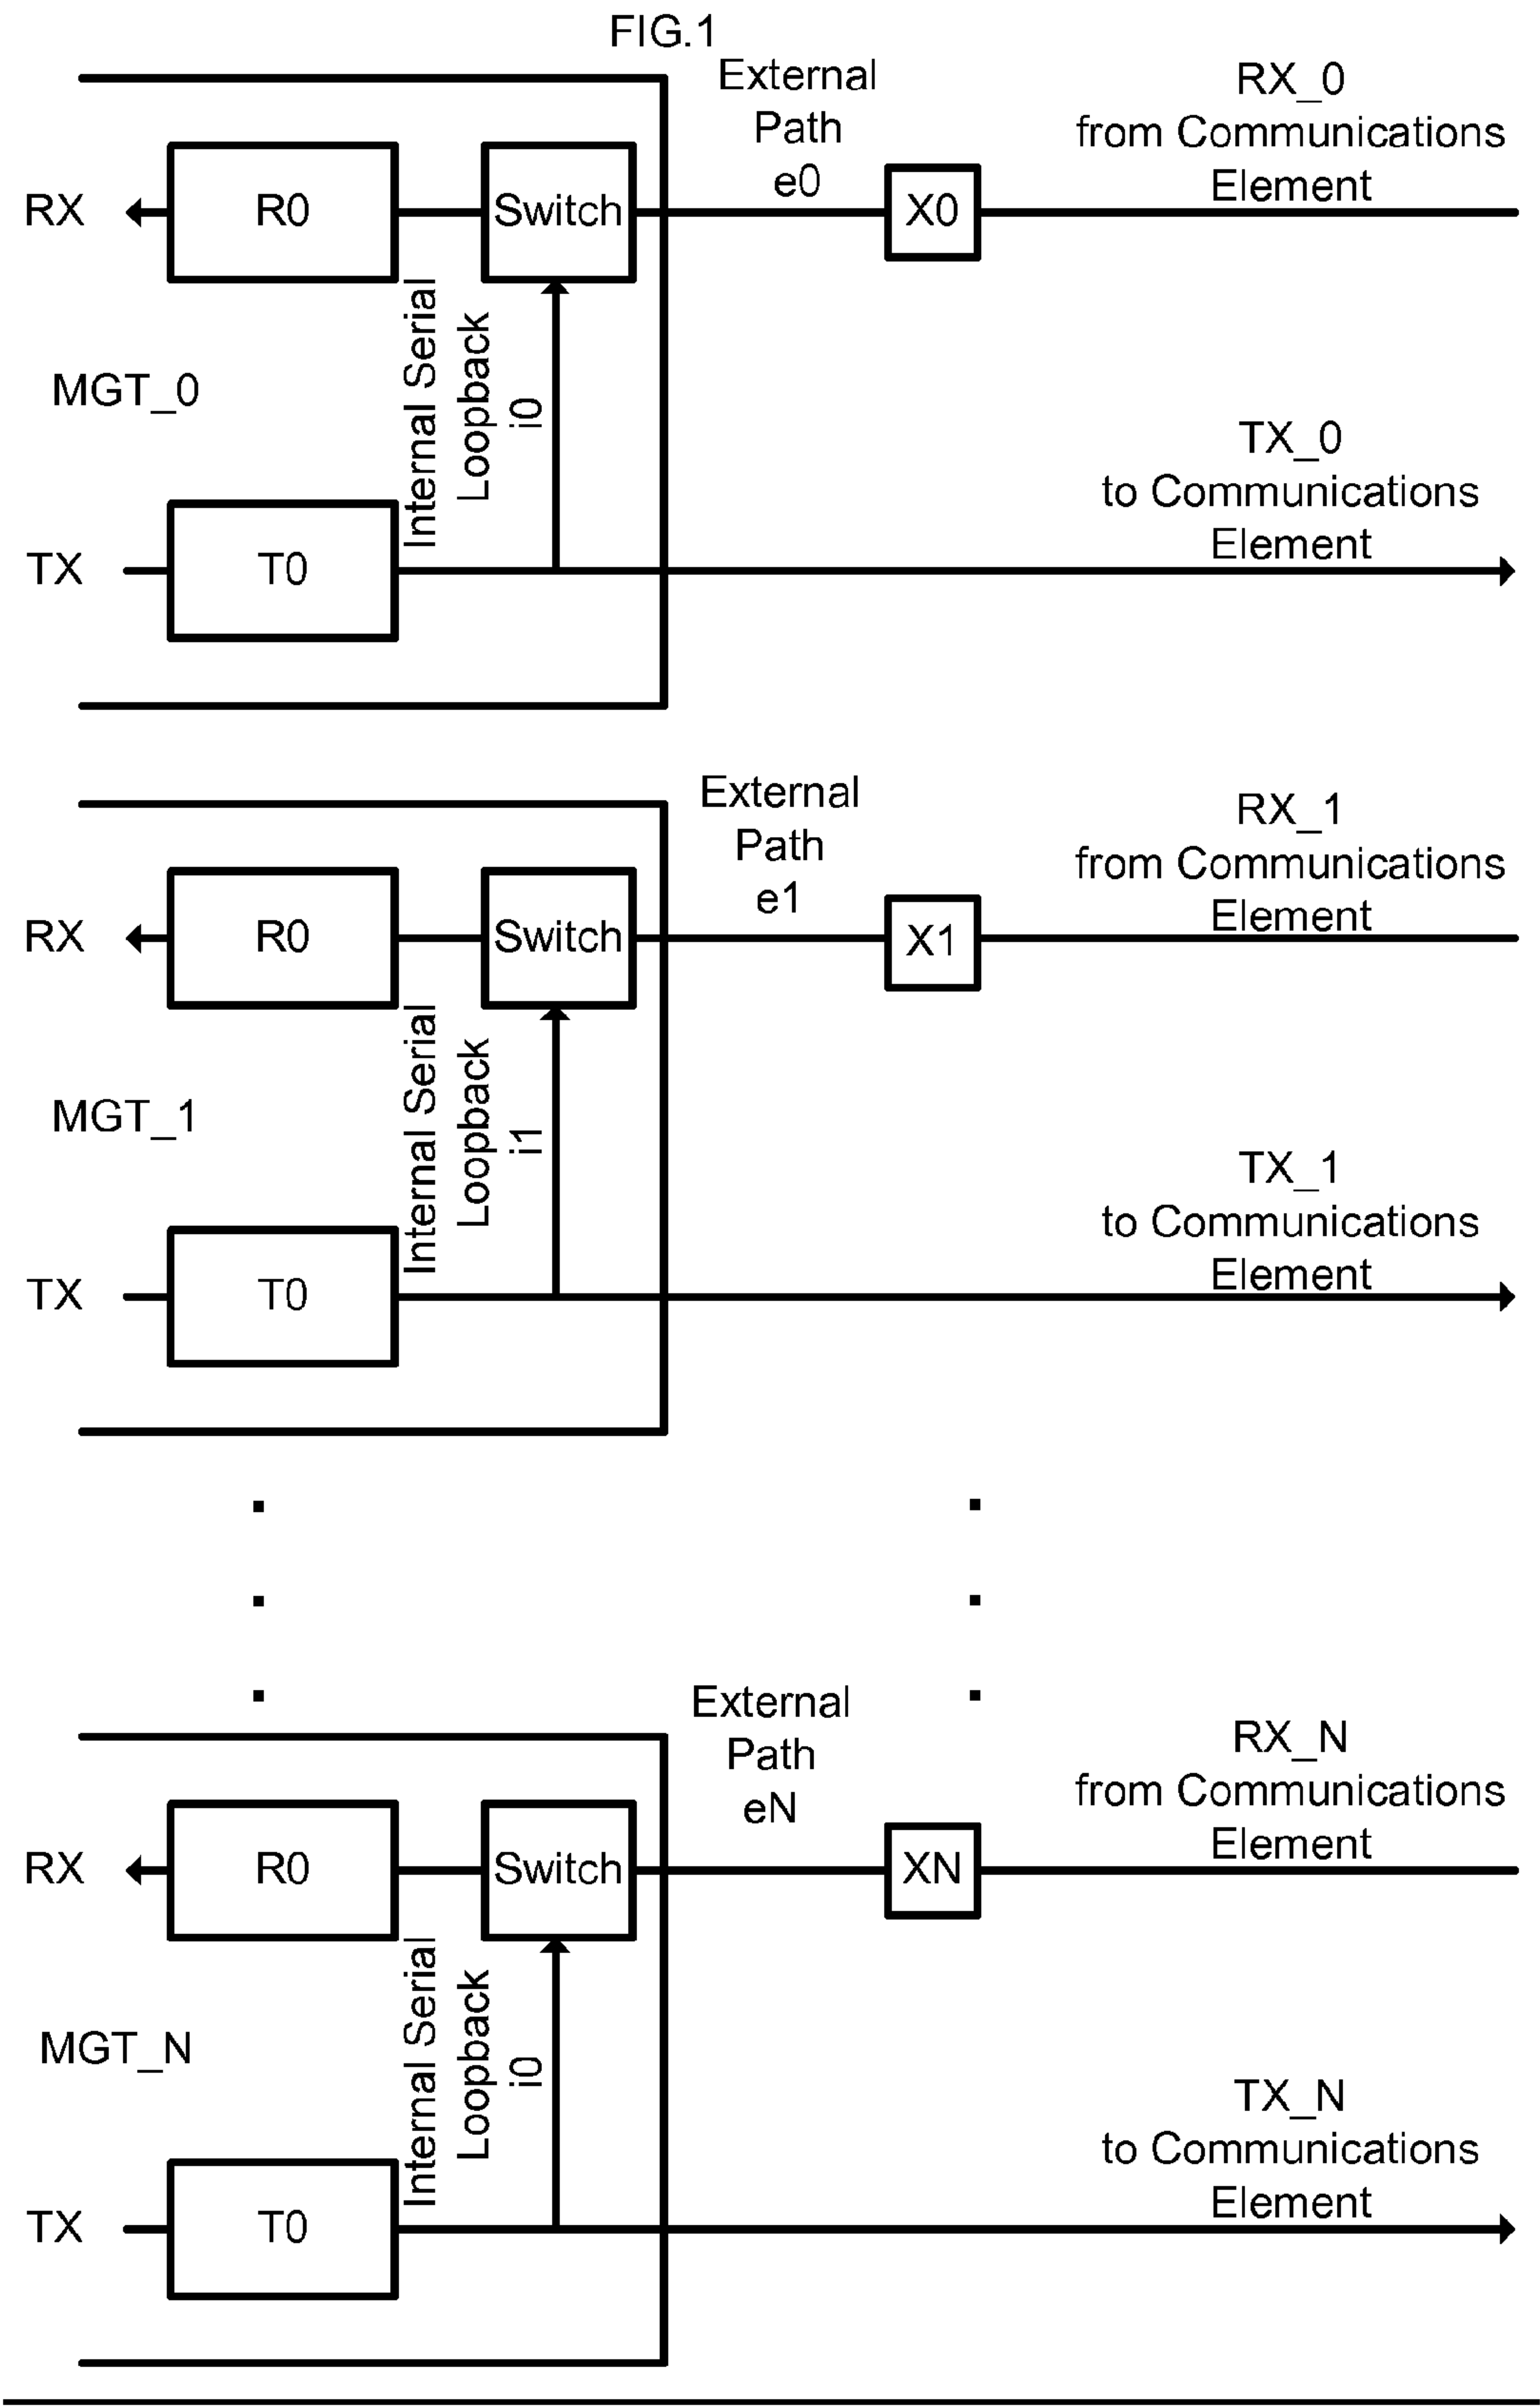 FIG.1
External
Path
e0
RX_0
from Communications
Element
RX
R0
Switch
X0
Internal Serial
Loopback
i0
MGT_0
TX_0
to Communications
Element
TX
T0
External
Path
e1
RX_1
from Communications
Element
RX
R0
Switch
X1
Internal Serial
Loopback
i1
MGT_1
TX_1
to Communications
Element
TX
T0
External
Path
eN
RX_N
from Communications
Element
RX
R0
Switch
XN
Internal Serial
Loopback
i0
MGT_N
TX_N
to Communications
Element
TX
T0